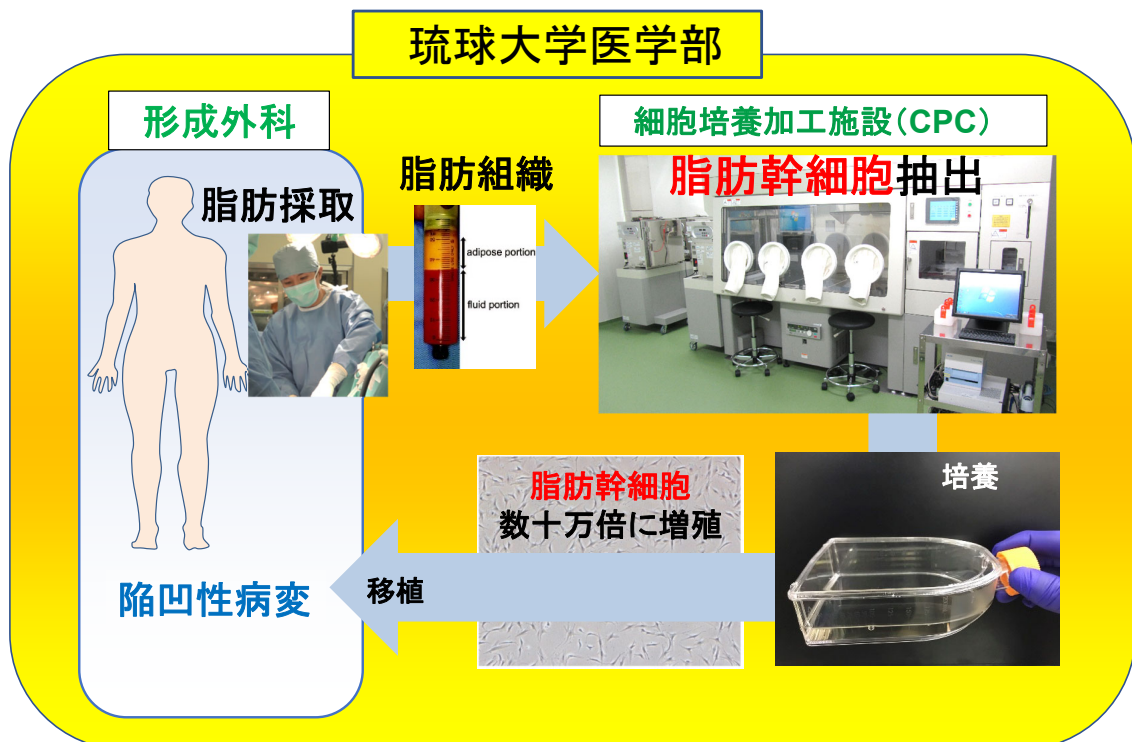 琉球大学医学部
形成外科
細胞培養加工施設（CPC）
脂肪採取
脂肪組織
脂肪幹細胞抽出
adipose portion
fluid portion
培養
脂肪幹細胞
数十万倍に増殖
移植
陥凹性病変